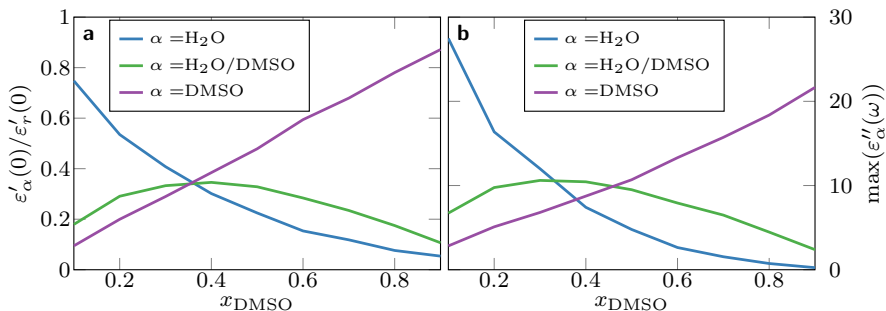 a
α =H₂O
α =H₂O/DMSO
α =DMSO
ε′α(0)/ε′r(0)
1
0.8
0.6
0.4
0.2
0
0.2 0.4 0.6 0.8
xDMSO
b
α =H₂O
α =H₂O/DMSO
α =DMSO
0.2 0.4 0.6 0.8
xDMSO
30
20
10
0
max(ε″α(ω))